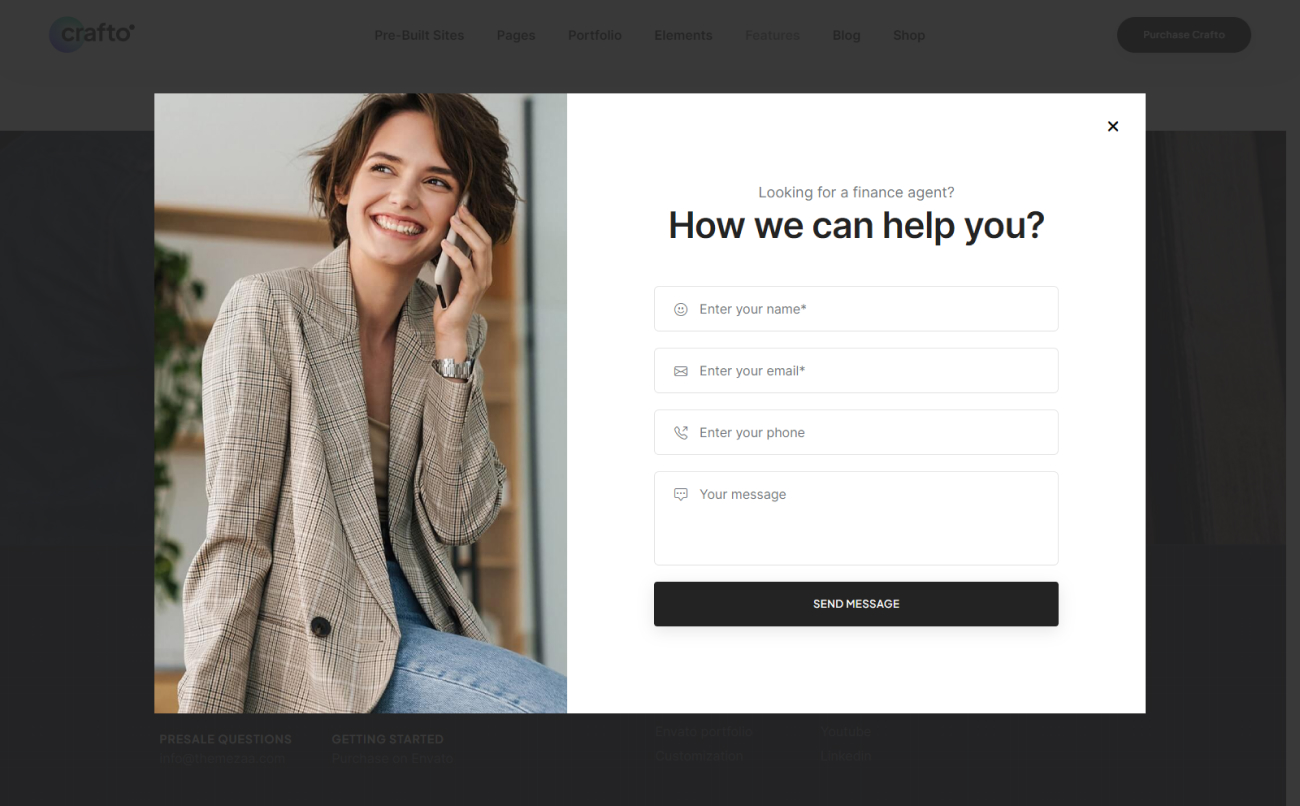 crafto
Pre-Built Sites Pages Portfolio Elements Features Blog Shop
Purchase Crafto
Looking for a finance agent?
How we can help you?
Enter your name*
Enter your email*
Enter your phone
Your message
SEND MESSAGE
PRESALE QUESTIONS GETTING STARTED
info@themezaa.com Purchase on Envato
Envato portfolio Youtube
Customization Linkedin